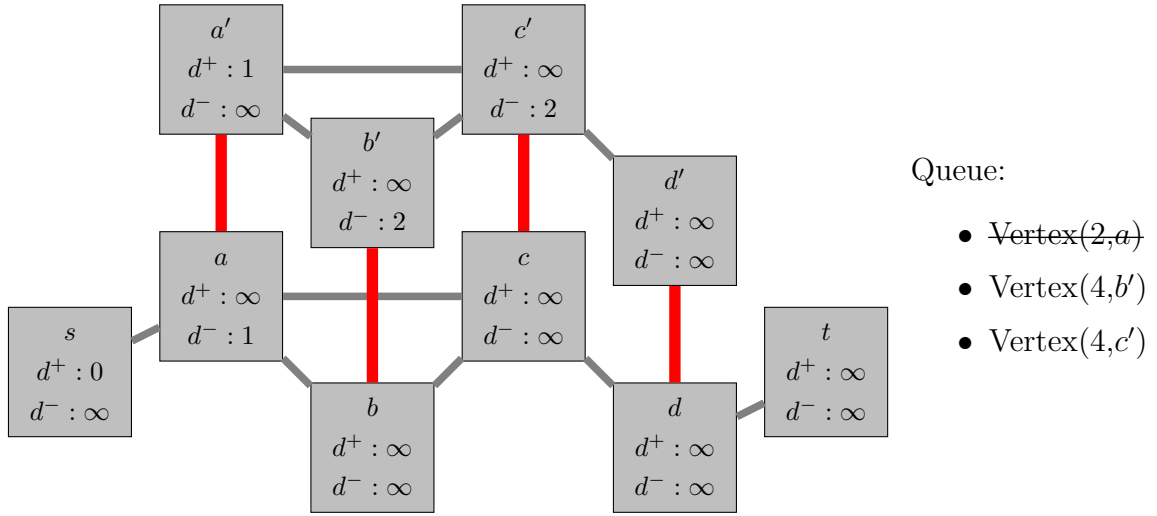 a′
d⁺ : 1
d⁻ : ∞
c′
d⁺ : ∞
d⁻ : 2
b′
d⁺ : ∞
d⁻ : 2
d′
d⁺ : ∞
d⁻ : ∞
a
d⁺ : ∞
d⁻ : 1
c
d⁺ : ∞
d⁻ : ∞
s
d⁺ : 0
d⁻ : ∞
b
d⁺ : ∞
d⁻ : ∞
d
d⁺ : ∞
d⁻ : ∞
t
d⁺ : ∞
d⁻ : ∞
Queue:
• Vertex(2,a)
• Vertex(4,b′)
• Vertex(4,c′)